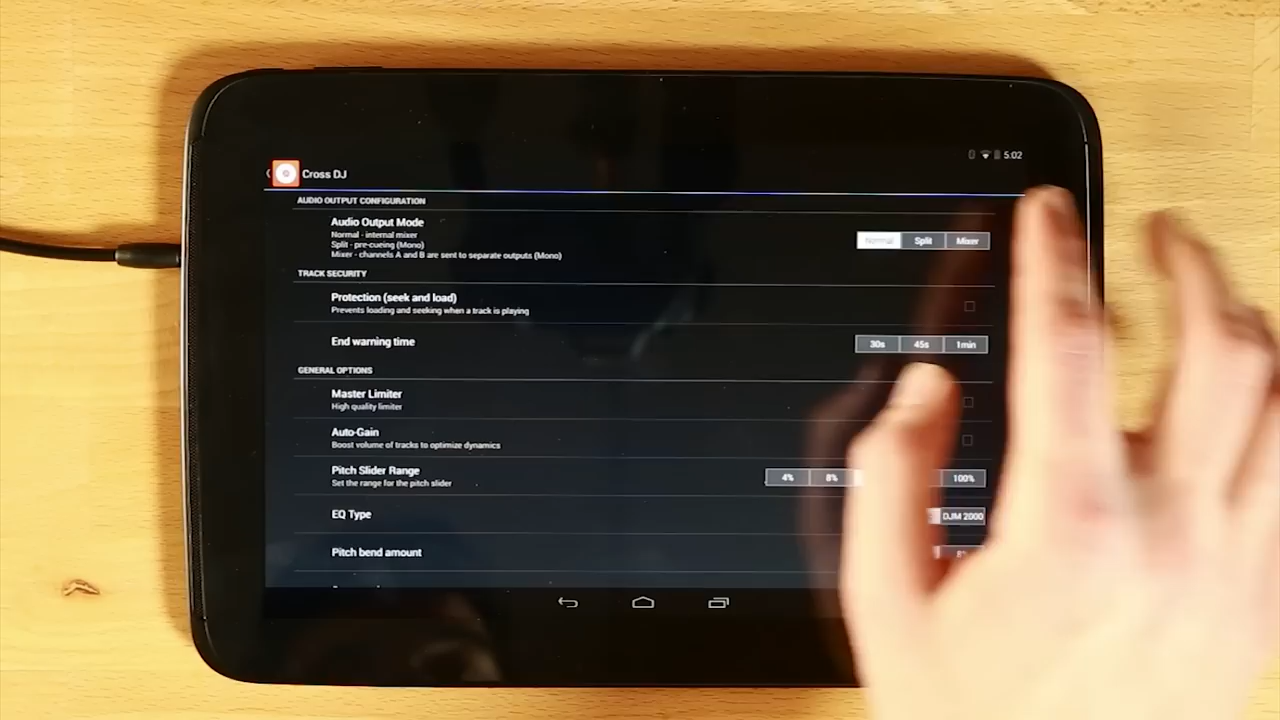 5:02
Cross DJ
AUDIO OUTPUT CONFIGURATION
Audio Output Mode
Normal - internal mixer
Split - pre-cueing (Mono)
Mixer - channels A and B are sent to separate outputs (Mono)
Normal Split Mixer
TRACK SECURITY
Protection (seek and load)
Prevents loading and seeking when a track is playing
End warning time
30s 45s 1min
GENERAL OPTIONS
Master Limiter
High quality limiter
Auto-Gain
Boost volume of tracks to optimize dynamics
Pitch Slider Range
Set the range for the pitch slider
4% 8% 100%
EQ Type
DJM 2000
Pitch bend amount